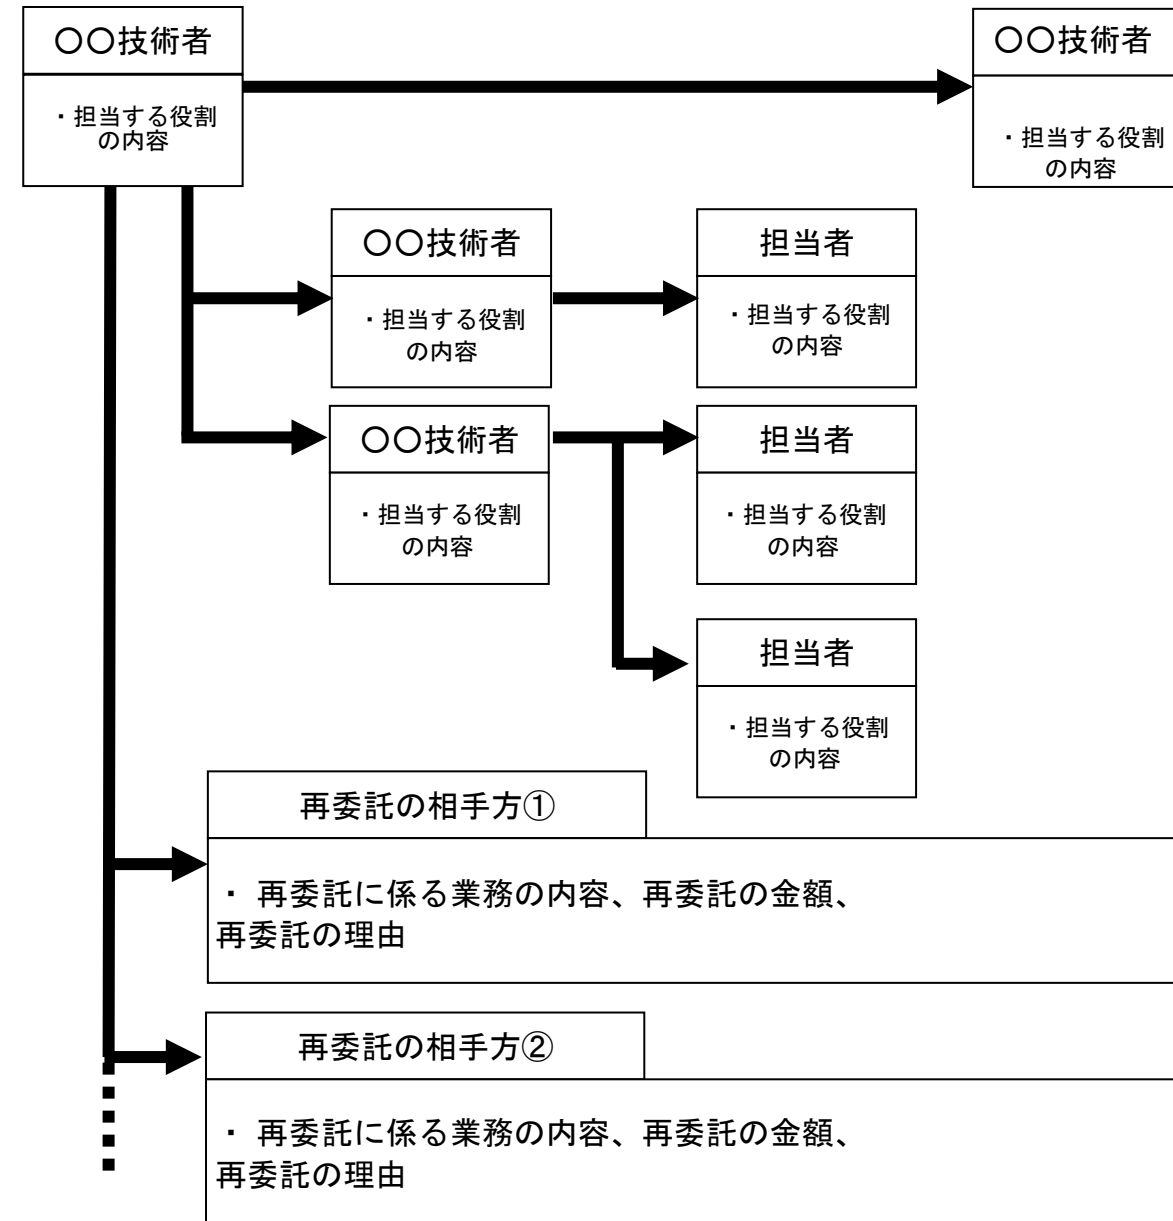 〇〇技術者
・担当する役割
の内容
〇〇技術者
・担当する役割
の内容
〇〇技術者
・担当する役割
の内容
担当者
・担当する役割
の内容
〇〇技術者
・担当する役割
の内容
担当者
・担当する役割
の内容
担当者
・担当する役割
の内容
再委託の相手方①
・ 再委託に係る業務の内容、再委託の金額、
再委託の理由
再委託の相手方②
・ 再委託に係る業務の内容、再委託の金額、
再委託の理由